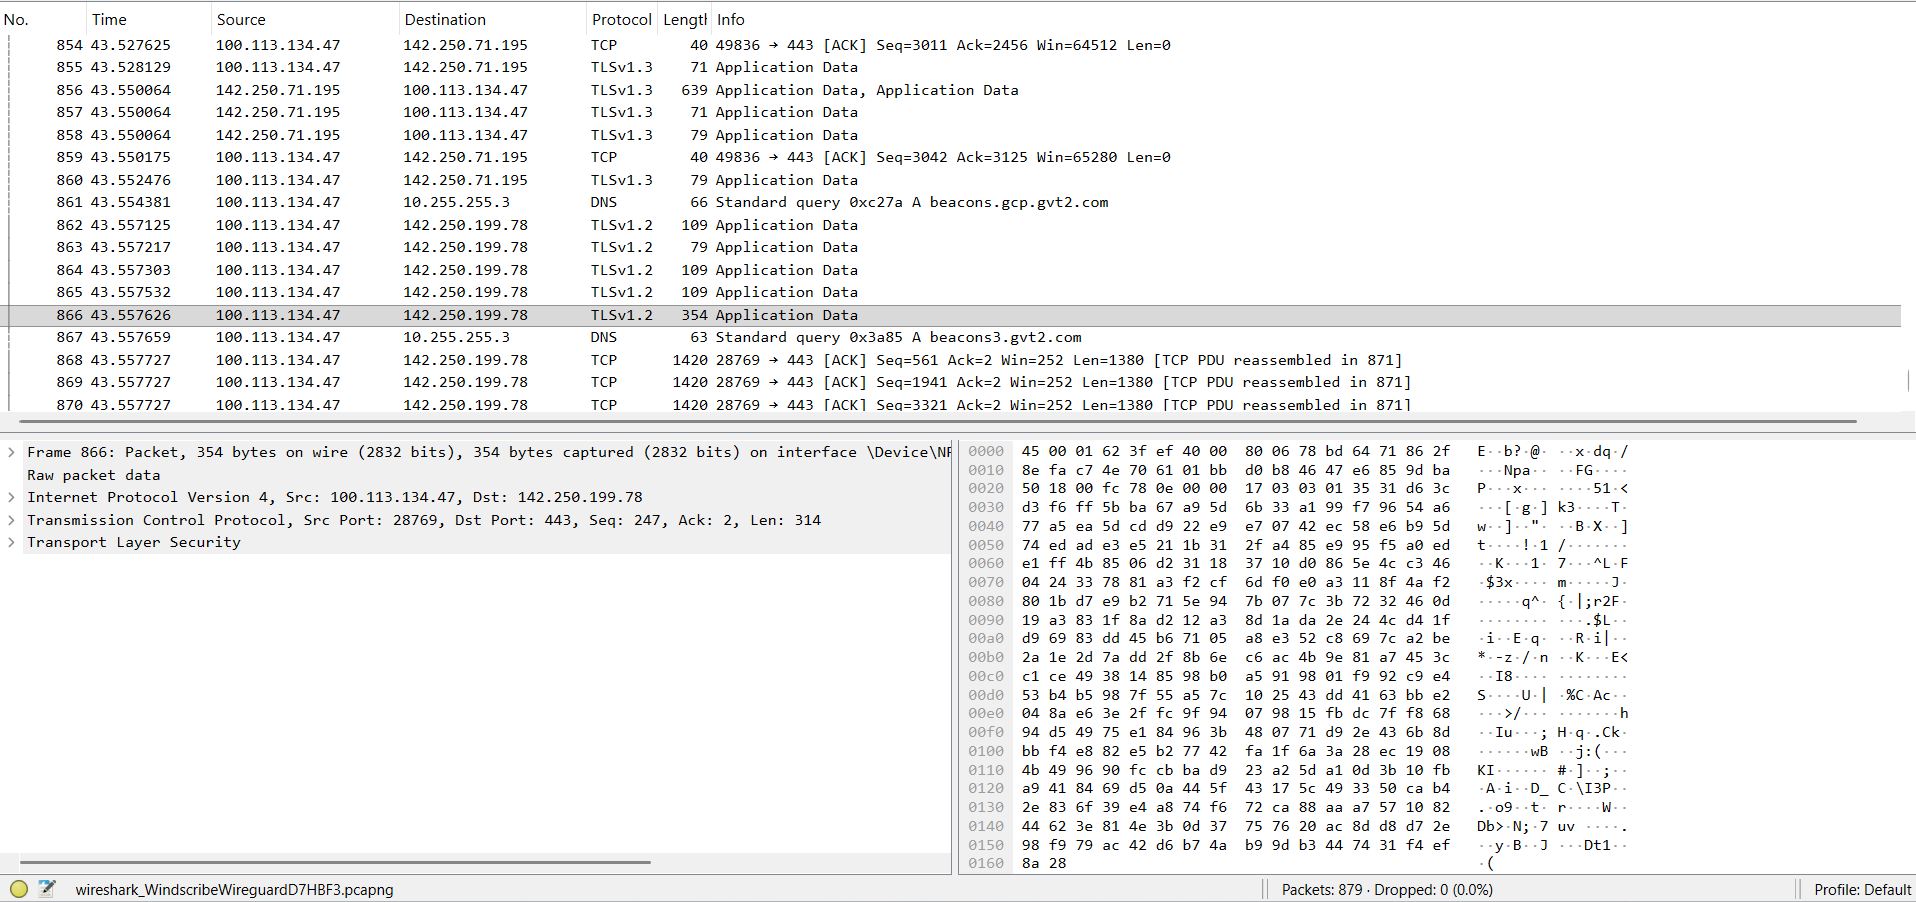 No. Time Source Destination Protocol Length Info
854 43.527625 100.113.134.47 142.250.71.195 TCP 40 49836 → 443 [ACK] Seq=3011 Ack=2456 Win=64512 Len=0
855 43.528129 100.113.134.47 142.250.71.195 TLSv1.3 71 Application Data
856 43.550064 142.250.71.195 100.113.134.47 TLSv1.3 639 Application Data, Application Data
857 43.550064 142.250.71.195 100.113.134.47 TLSv1.3 71 Application Data
858 43.550064 142.250.71.195 100.113.134.47 TLSv1.3 79 Application Data
859 43.550175 100.113.134.47 142.250.71.195 TCP 40 49836 → 443 [ACK] Seq=3042 Ack=3125 Win=65280 Len=0
860 43.552476 100.113.134.47 142.250.71.195 TLSv1.3 79 Application Data
861 43.554381 100.113.134.47 10.255.255.3 DNS 66 Standard query 0xc27a A beacons.gcp.gvt2.com
862 43.557125 100.113.134.47 142.250.199.78 TLSv1.2 109 Application Data
863 43.557217 100.113.134.47 142.250.199.78 TLSv1.2 79 Application Data
864 43.557303 100.113.134.47 142.250.199.78 TLSv1.2 109 Application Data
865 43.557532 100.113.134.47 142.250.199.78 TLSv1.2 109 Application Data
866 43.557626 100.113.134.47 142.250.199.78 TLSv1.2 354 Application Data
867 43.557659 100.113.134.47 10.255.255.3 DNS 63 Standard query 0x3a85 A beacons3.gvt2.com
868 43.557727 100.113.134.47 142.250.199.78 TCP 1420 28769 → 443 [ACK] Seq=561 Ack=2 Win=252 Len=1380 [TCP PDU reassembled in 871]
869 43.557727 100.113.134.47 142.250.199.78 TCP 1420 28769 → 443 [ACK] Seq=1941 Ack=2 Win=252 Len=1380 [TCP PDU reassembled in 871]
870 43.557727 100.113.134.47 142.250.199.78 TCP 1420 28769 → 443 [ACK] Seq=3321 Ack=2 Win=252 Len=1380 [TCP PDU reassembled in 871]
Frame 866: Packet, 354 bytes on wire (2832 bits), 354 bytes captured (2832 bits) on interface \Device\NF
Raw packet data
Internet Protocol Version 4, Src: 100.113.134.47, Dst: 142.250.199.78
Transmission Control Protocol, Src Port: 28769, Dst Port: 443, Seq: 247, Ack: 2, Len: 314
Transport Layer Security
0000 45 00 01 62 3f ef 40 00 80 06 78 bd 64 71 86 2f E··b?·@· ··x·dq·/
0010 8e fa c7 4e 70 61 01 bb d0 b8 46 47 e6 85 9d ba ···Npa·· ··FG····
0020 50 18 00 fc 78 0e 00 00 17 03 03 01 35 31 d6 3c P···x··· ····51·<
0030 d3 f6 ff 5b ba 67 a9 5d 6b 33 a1 99 f7 96 54 a6 ···[·g·] k3····T·
0040 77 a5 ea 5d cd d9 22 e9 e7 07 42 ec 58 e6 b9 5d w··]··"· ··B·X··]
0050 74 ed ad e3 e5 21 1b 31 2f a4 85 e9 95 f5 a0 ed t····!·1 /·······
0060 e1 ff 4b 85 06 d2 31 18 37 10 d0 86 5e 4c c3 46 ··K···1· 7···^L·F
0070 04 24 33 78 81 a3 f2 cf 6d f0 e0 a3 11 8f 4a f2 ·$3x···· m·····J·
0080 80 1b d7 e9 b2 71 5e 94 7b 07 7c 3b 72 32 46 0d ·····q^· {·|;r2F·
0090 19 a3 83 1f 8a d2 12 a3 8d 1a da 2e 24 4c d4 1f ········ ···.$L··
00a0 d9 69 83 dd 45 b6 71 05 a8 e3 52 c8 69 7c a2 be ·i··E·q· ··R·i|··
00b0 2a 1e 2d 7a dd 2f 8b 6e c6 ac 4b 9e 81 a7 45 3c *·-z·/·n ··K···E<
00c0 c1 ce 49 38 14 85 98 b0 a5 91 98 01 f9 92 c9 e4 ··I8···· ········
00d0 53 b4 b5 98 7f 55 a5 7c 10 25 43 dd 41 63 bb e2 S····U·| ·%C·Ac··
00e0 04 8a e6 3e 2f fc 9f 94 07 98 15 fb dc 7f f8 68 ···>/··· ·······h
00f0 94 d5 49 75 e1 84 96 3b 48 07 71 d9 2e 43 6b 8d ··Iu···; H·q·.Ck·
0100 bb f4 e8 82 e5 b2 77 42 fa 1f 6a 3a 28 ec 19 08 ······wB ··j:(···
0110 4b 49 96 90 fc cb ba d9 23 a2 5d a1 0d 3b 10 fb KI······ #·]··;··
0120 a9 41 84 69 d5 0a 44 5f 43 17 5c 49 33 50 ca b4 ·A·i··D_ C·\I3P··
0130 2e 83 6f 39 e4 a8 74 f6 72 ca 88 aa a7 57 10 82 .·o9··t· r····W··
0140 44 62 3e 81 4e 3b 0d 37 75 76 20 ac 8d d8 d7 2e Db>·N;·7 uv ····.
0150 98 f9 79 ac 42 d6 b7 4a b9 9d b3 44 74 31 f4 ef ··y·B··J ···Dt1··
0160 8a 28 ·(
wireshark_WindscribeWireguardD7HBF3.pcapng Packets: 879 · Dropped: 0 (0.0%) Profile: Default